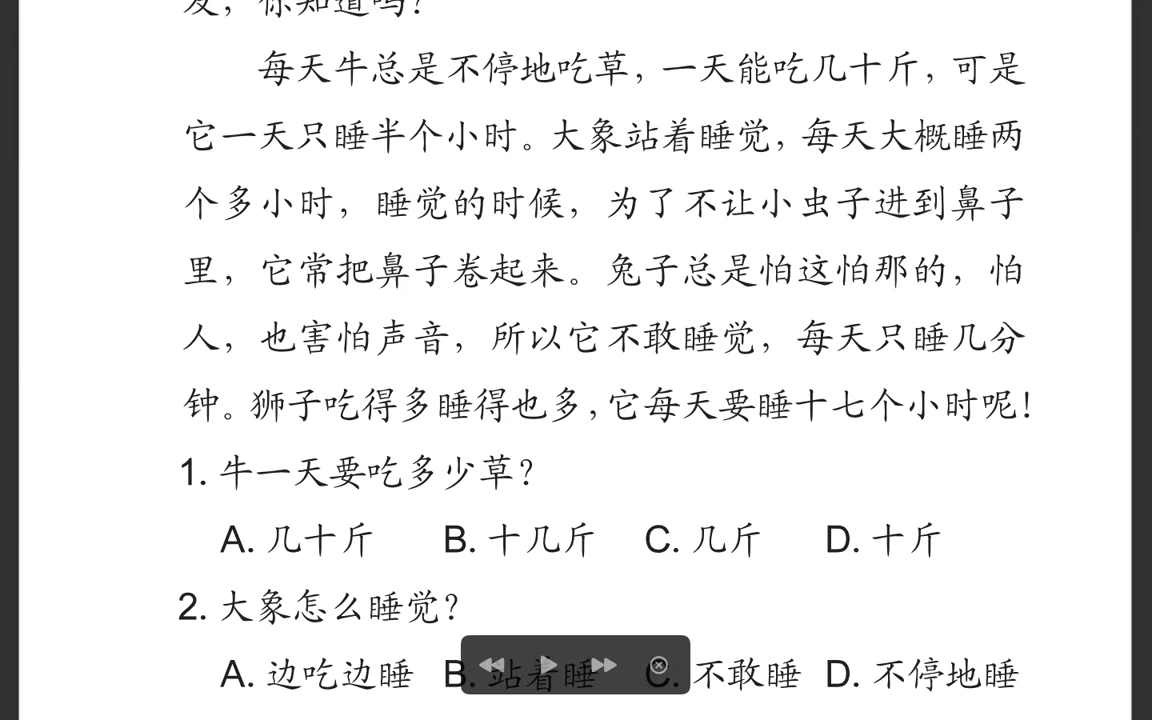 友，你知道吗？
每天牛总是不停地吃草，一天能吃几十斤，可是
它一天只睡半个小时。大象站着睡觉，每天大概睡两
个多小时，睡觉的时候，为了不让小虫子进到鼻子
里，它常把鼻子卷起来。兔子总是怕这怕那的，怕
人，也害怕声音，所以它不敢睡觉，每天只睡几分
钟。狮子吃得多睡得也多，它每天要睡十七个小时呢！
1. 牛一天要吃多少草？
A. 几十斤 B. 十几斤 C. 几斤 D. 十斤
2. 大象怎么睡觉？
A. 边吃边睡 B. 站着睡 C. 不敢睡 D. 不停地睡